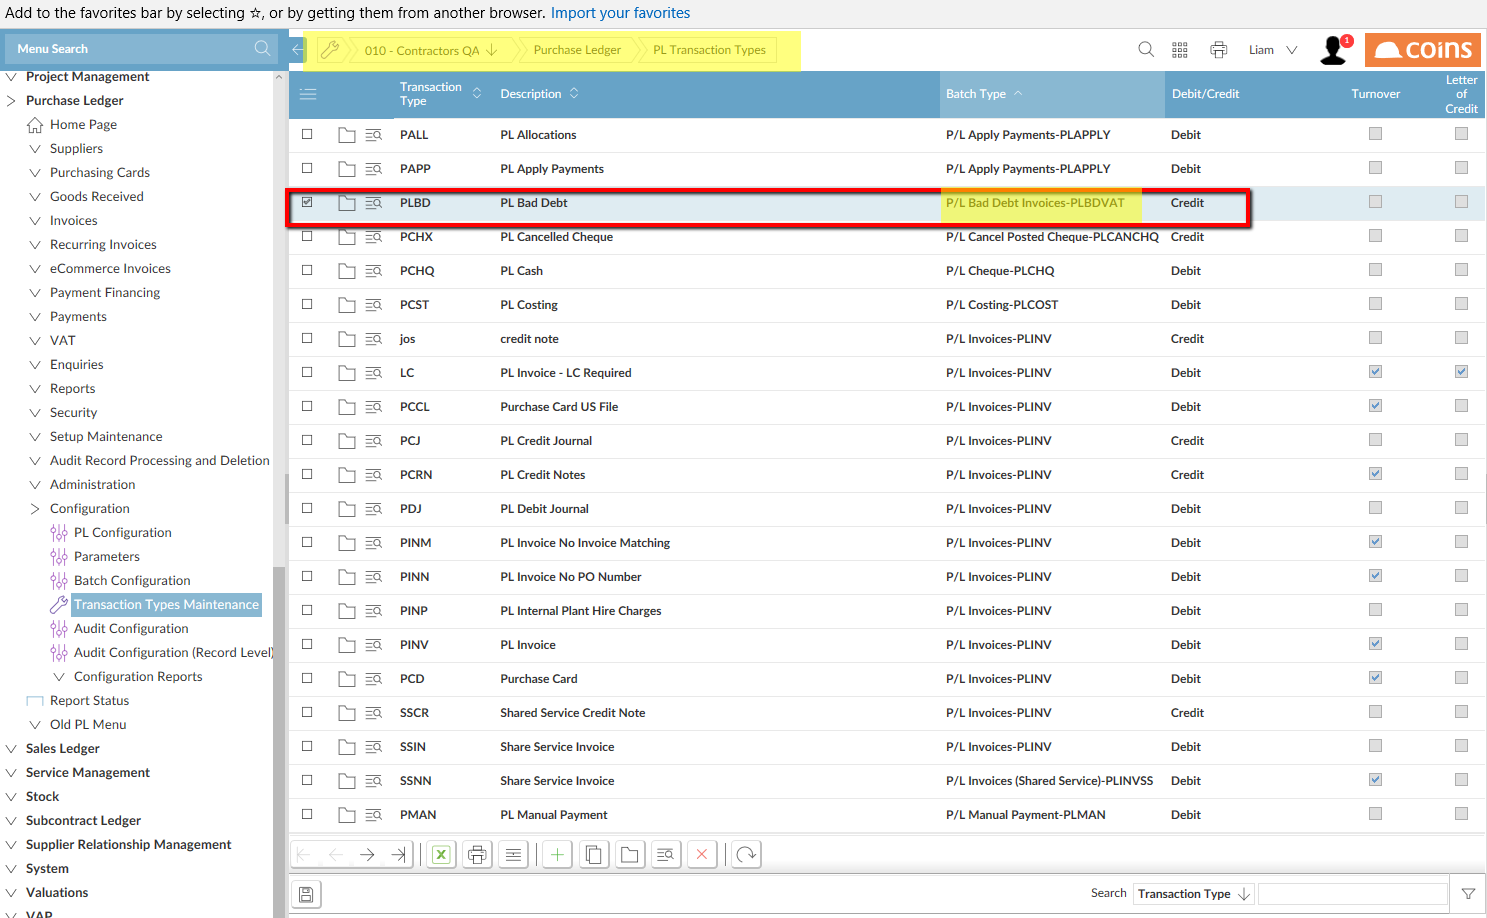 Add to the favorites bar by selecting ☆, or by getting them from another browser. Import your favorites
Menu Search
010 - Contractors QA
Purchase Ledger
PL Transaction Types
Liam
1
coins
Project Management
Purchase Ledger
Home Page
Suppliers
Purchasing Cards
Goods Received
Invoices
Recurring Invoices
eCommerce Invoices
Payment Financing
Payments
VAT
Enquiries
Reports
Security
Setup Maintenance
Audit Record Processing and Deletion
Administration
Configuration
PL Configuration
Parameters
Batch Configuration
Transaction Types Maintenance
Audit Configuration
Audit Configuration (Record Level)
Configuration Reports
Report Status
Old PL Menu
Sales Ledger
Service Management
Stock
Subcontract Ledger
Supplier Relationship Management
System
Valuations
VAP
Transaction Type Description Batch Type Debit/Credit Turnover Letter of Credit
PALL PL Allocations P/L Apply Payments-PLAPPLY Debit
PAPP PL Apply Payments P/L Apply Payments-PLAPPLY Debit
PLBD PL Bad Debt P/L Bad Debt Invoices-PLBDVAT Credit
PCHX PL Cancelled Cheque P/L Cancel Posted Cheque-PLCANCHQ Credit
PCHQ PL Cash P/L Cheque-PLCHQ Debit
PCST PL Costing P/L Costing-PLCOST Debit
jos credit note P/L Invoices-PLINV Credit
LC PL Invoice - LC Required P/L Invoices-PLINV Debit
PCCL Purchase Card US File P/L Invoices-PLINV Debit
PCJ PL Credit Journal P/L Invoices-PLINV Credit
PCRN PL Credit Notes P/L Invoices-PLINV Credit
PDJ PL Debit Journal P/L Invoices-PLINV Debit
PINM PL Invoice No Invoice Matching P/L Invoices-PLINV Debit
PINN PL Invoice No PO Number P/L Invoices-PLINV Debit
PINP PL Internal Plant Hire Charges P/L Invoices-PLINV Debit
PINV PL Invoice P/L Invoices-PLINV Debit
PCD Purchase Card P/L Invoices-PLINV Debit
SSCR Shared Service Credit Note P/L Invoices-PLINV Credit
SSIN Share Service Invoice P/L Invoices-PLINV Debit
SSNN Share Service Invoice P/L Invoices (Shared Service)-PLINVSS Debit
PMAN PL Manual Payment P/L Manual Payment-PLMAN Debit
Search Transaction Type